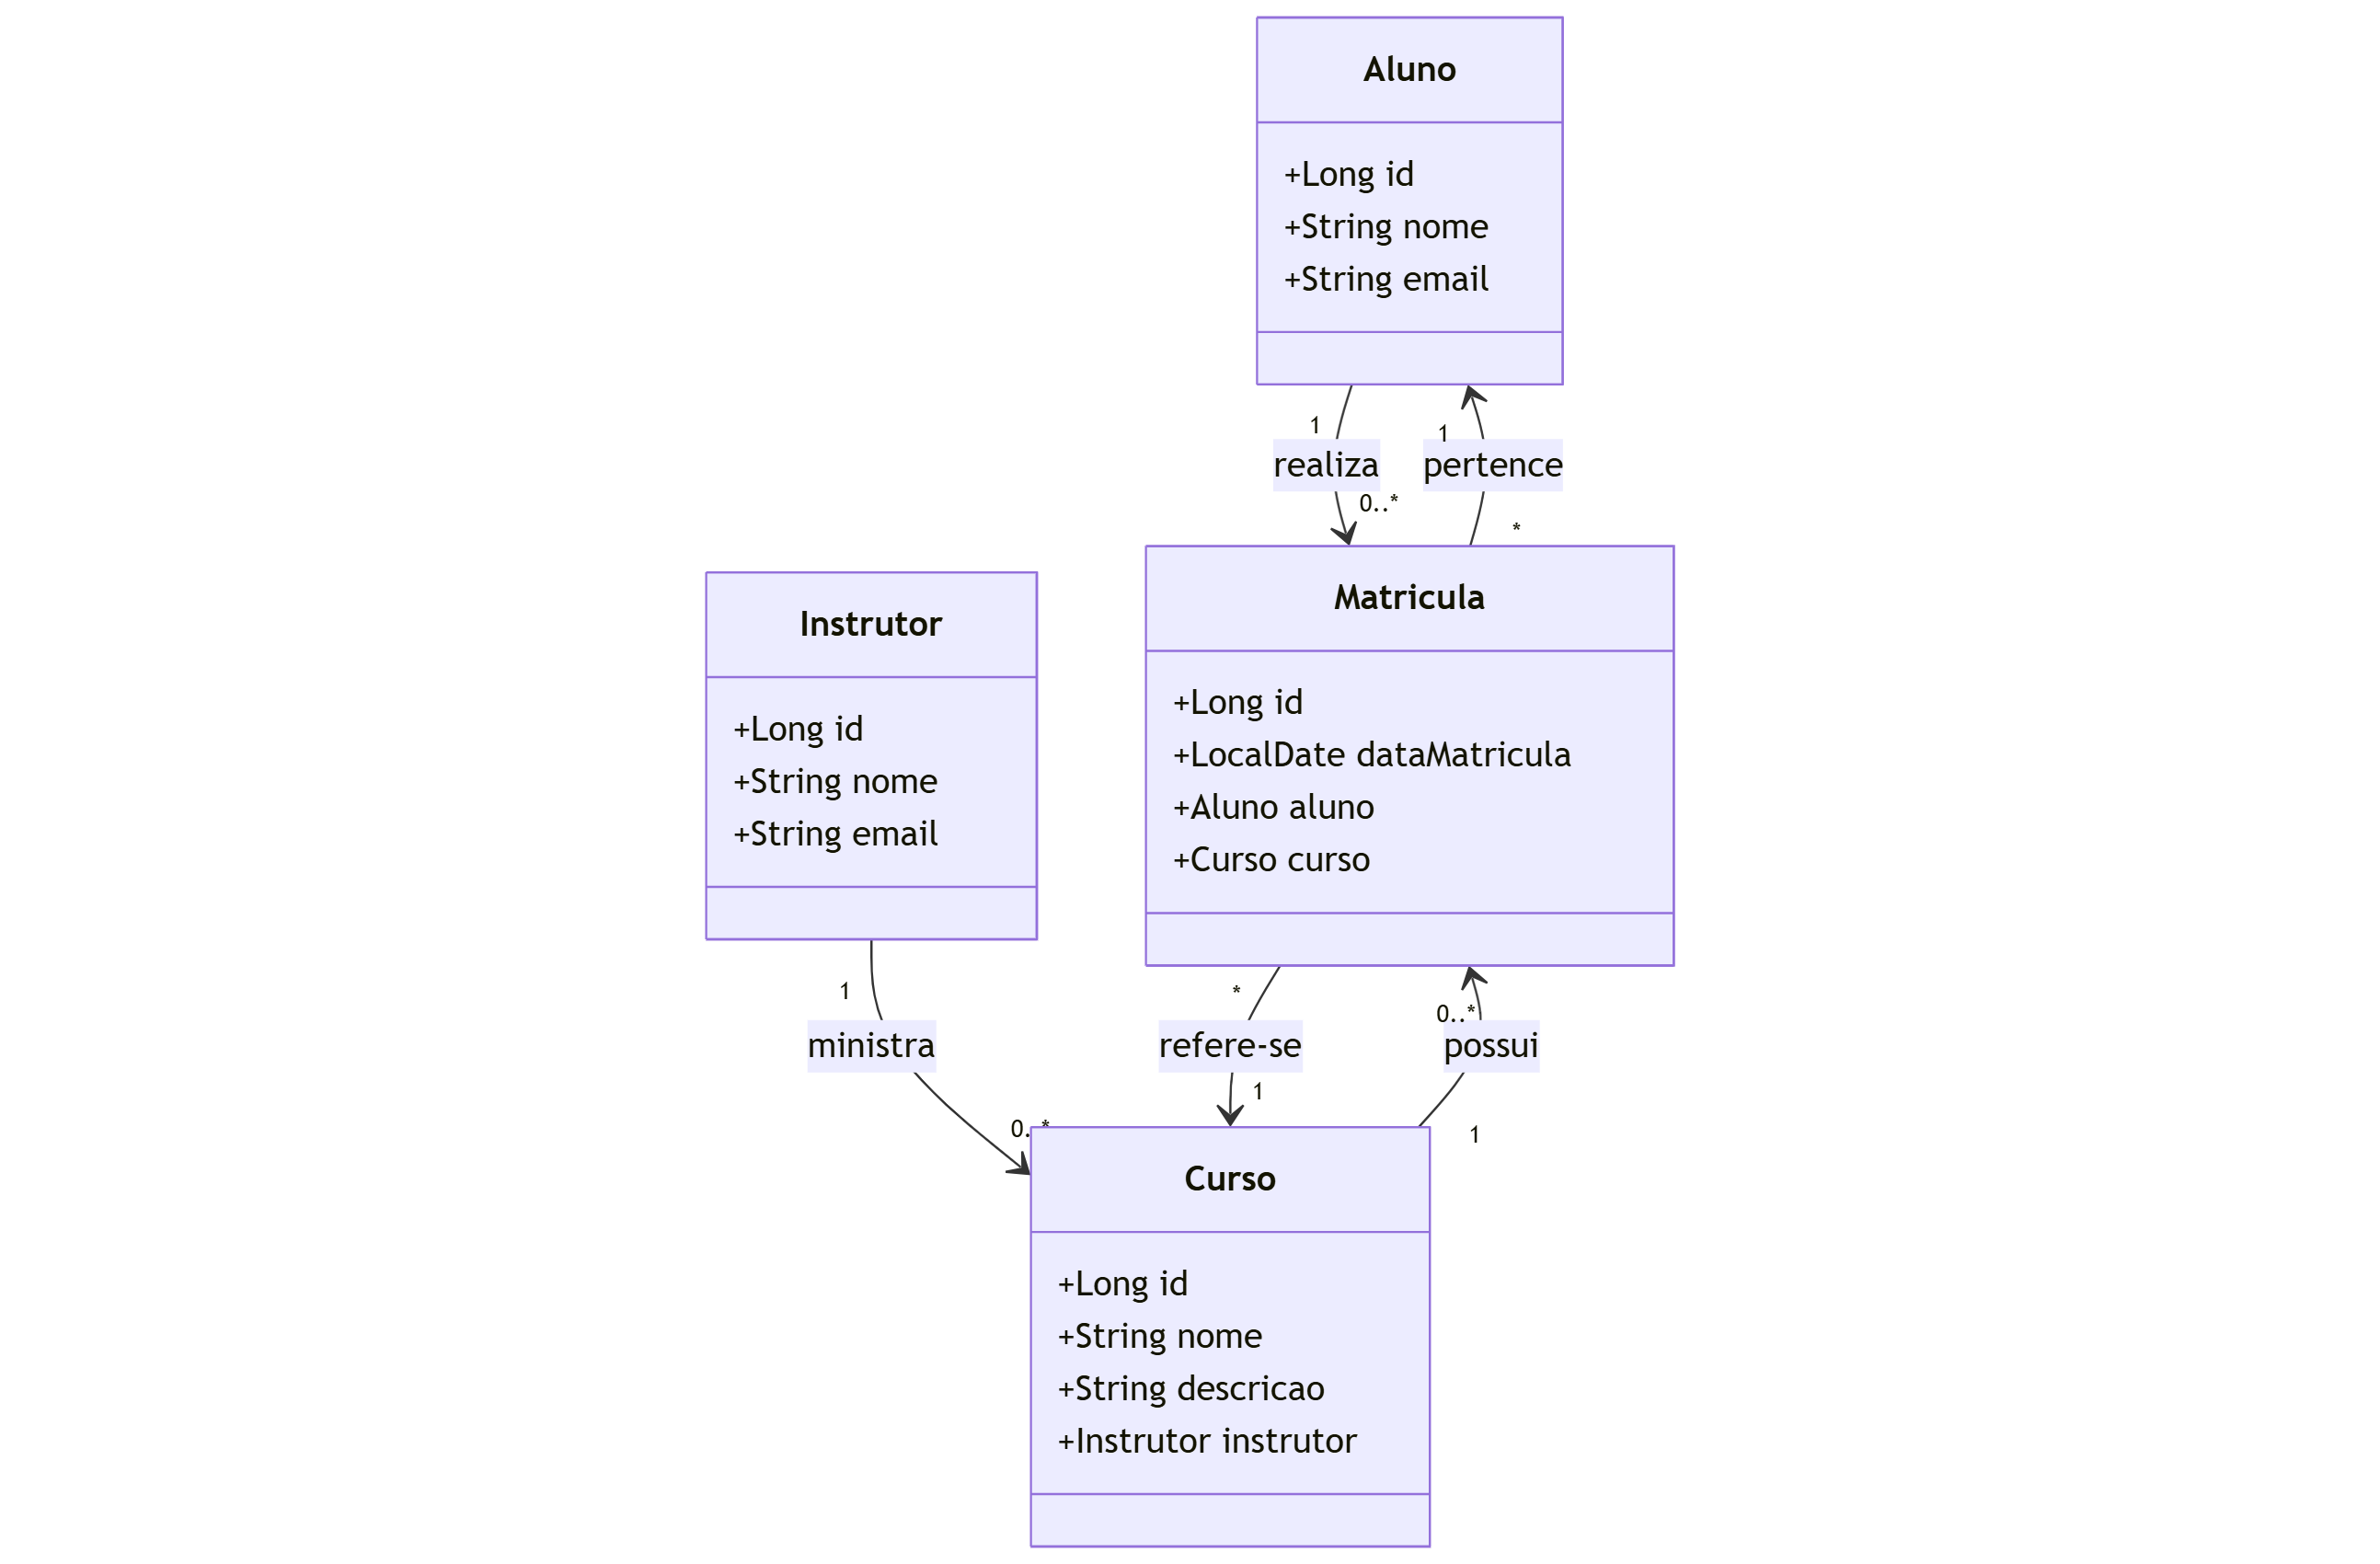 Aluno
+Long id
+String nome
+String email
1
realiza
0..*
1
pertence
*
Instrutor
+Long id
+String nome
+String email
Matricula
+Long id
+LocalDate dataMatricula
+Aluno aluno
+Curso curso
1
ministra
0..*
*
refere-se
1
0..*
possui
1
Curso
+Long id
+String nome
+String descricao
+Instrutor instrutor